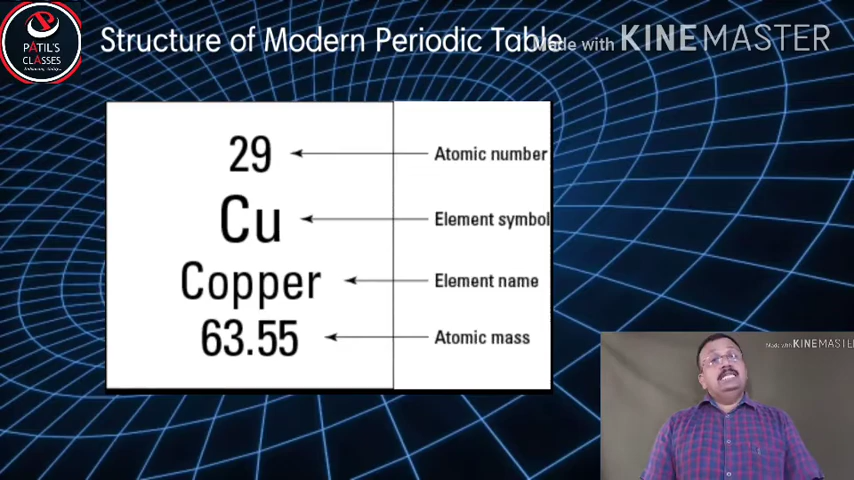 PATIL'S
CLASSES
Structure of Modern Periodic Table
Made with KINEMASTER
29
Atomic number
Cu
Element symbol
Copper
Element name
63.55
Atomic mass
Made with KINEMASTER